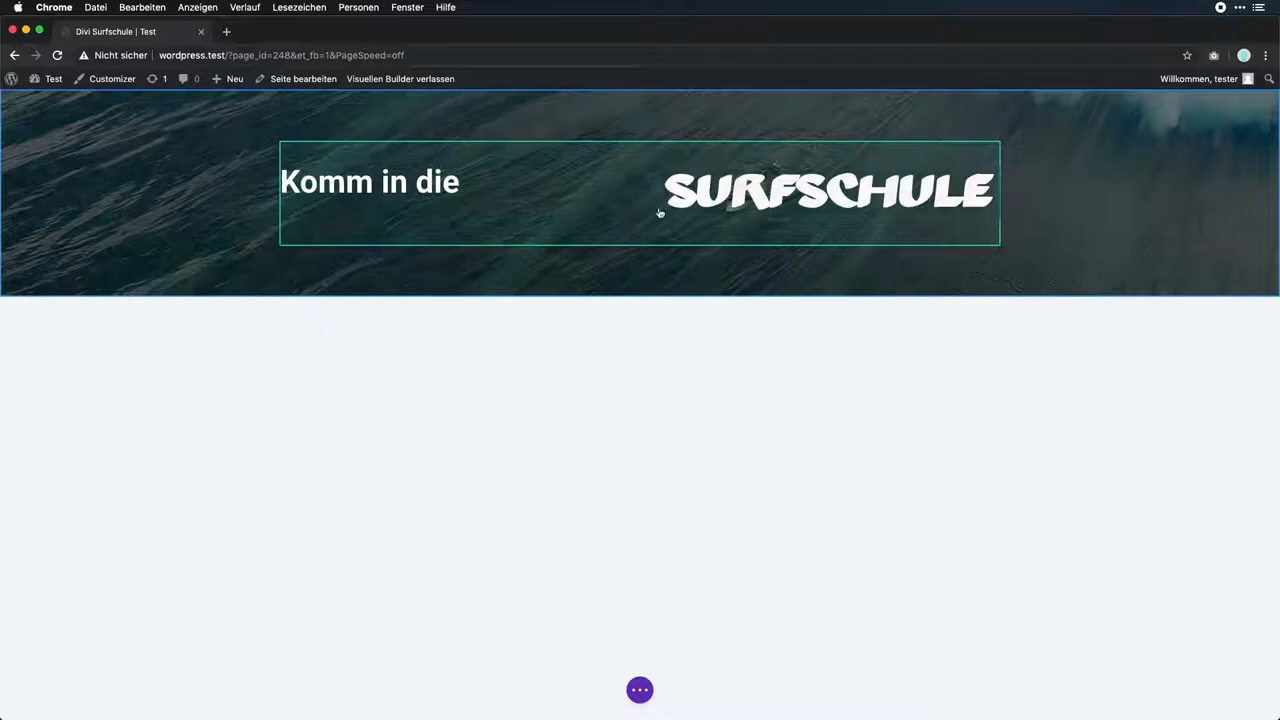 Chrome Datei Bearbeiten Anzeigen Verlauf Lesezeichen Personen Fenster Hilfe
Divi Surfschule | Test
Nicht sicher wordpress.test/?page_id=248&et_fb=1&PageSpeed=off
Test Customizer 1 0 Neu Seite bearbeiten Visuellen Builder verlassen Willkommen, tester
Komm in die SURFSCHULE